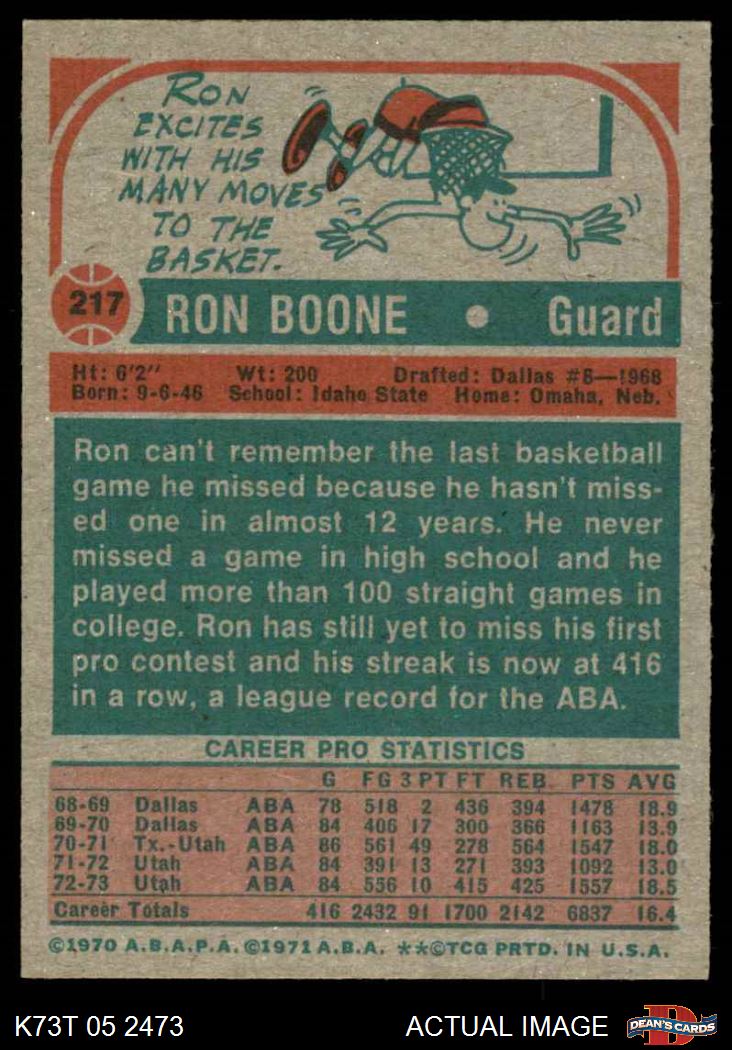 RON
EXCITES
WITH HIS
MANY MOVES
TO THE
BASKET.
217 RON BOONE • Guard
Ht: 6'2" Wt: 200 Drafted: Dallas #8—1968
Born: 9-6-46 School: Idaho State Home: Omaha, Neb.
Ron can't remember the last basketball
game he missed because he hasn't miss-
ed one in almost 12 years. He never
missed a game in high school and he
played more than 100 straight games in
college. Ron has still yet to miss his first
pro contest and his streak is now at 416
in a row, a league record for the ABA.
CAREER PRO STATISTICS
G FG 3 PT FT REB PTS AVG
68-69 Dallas ABA 78 518 2 436 394 1478 18.9
69-70 Dallas ABA 84 406 17 300 366 1163 13.9
70-71 Tx.-Utah ABA 86 561 49 278 564 1547 18.0
71-72 Utah ABA 84 391 13 271 393 1092 13.0
72-73 Utah ABA 84 556 10 415 425 1557 18.5
Career Totals 416 2432 91 1700 2142 6837 16.4
©1970 A.B.A.P.A. ©1971 A.B.A. **©TCG PRTD. IN U.S.A.
K73T 05 2473 ACTUAL IMAGE D DEAN'S CARDS